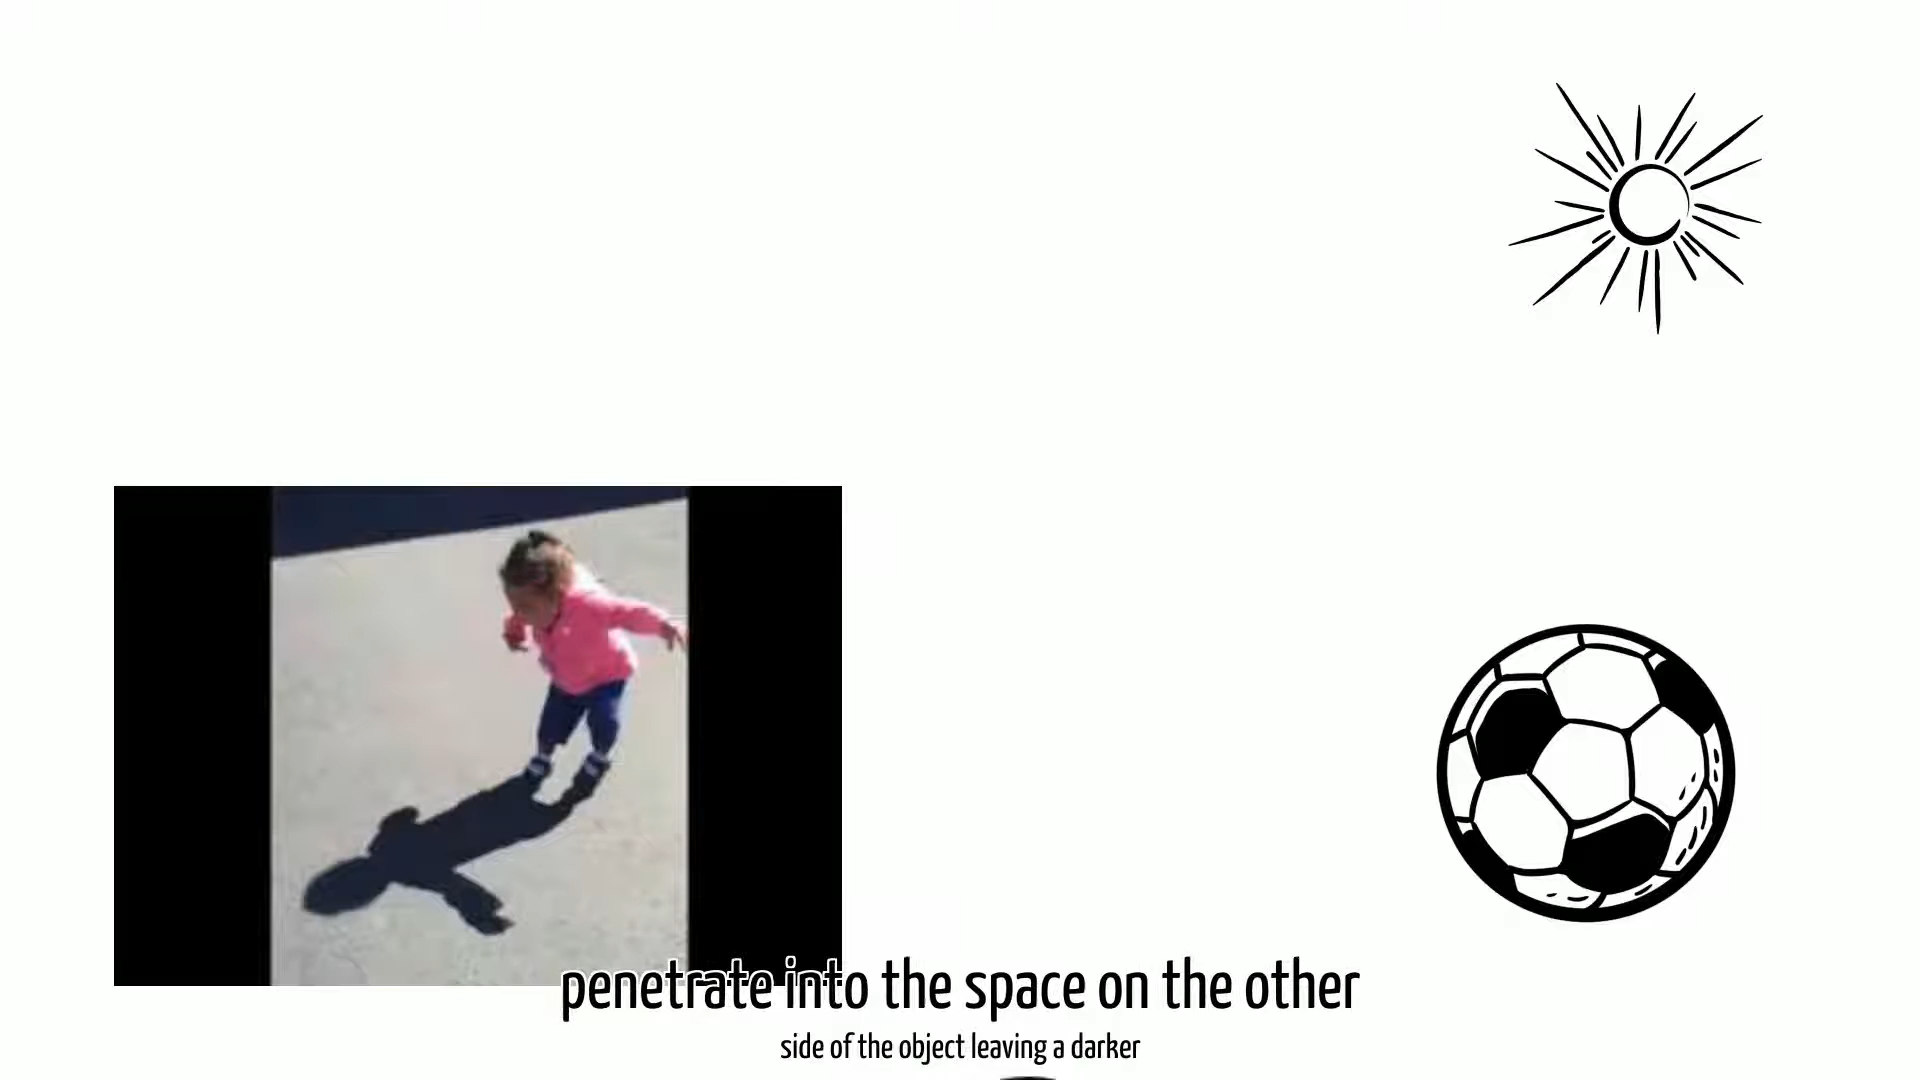 penetrate into the space on the other
side of the object leaving a darker